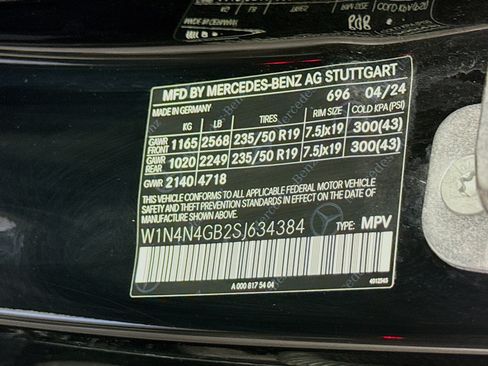 MFD BY MERCEDES-BENZ AG STUTTGART
MADE IN GERMANY 696 04/24
KG LB TIRES RIM SIZE COLD KPA(PSI)
GAWR FRONT 1165 2568 235/50 R19 7.5Jx19 300(43)
GAWR REAR 1020 2249 235/50 R19 7.5Jx19 300(43)
GVWR 2140 4718
THIS VEHICLE CONFORMS TO ALL APPLICABLE FEDERAL MOTOR VEHICLE
SAFETY STANDARDS IN EFFECT ON THE DATE OF MANUFACTURE SHOWN ABOVE.
W1N4N4GB2SJ634384 TYPE: MPV
A 000 817 54 04